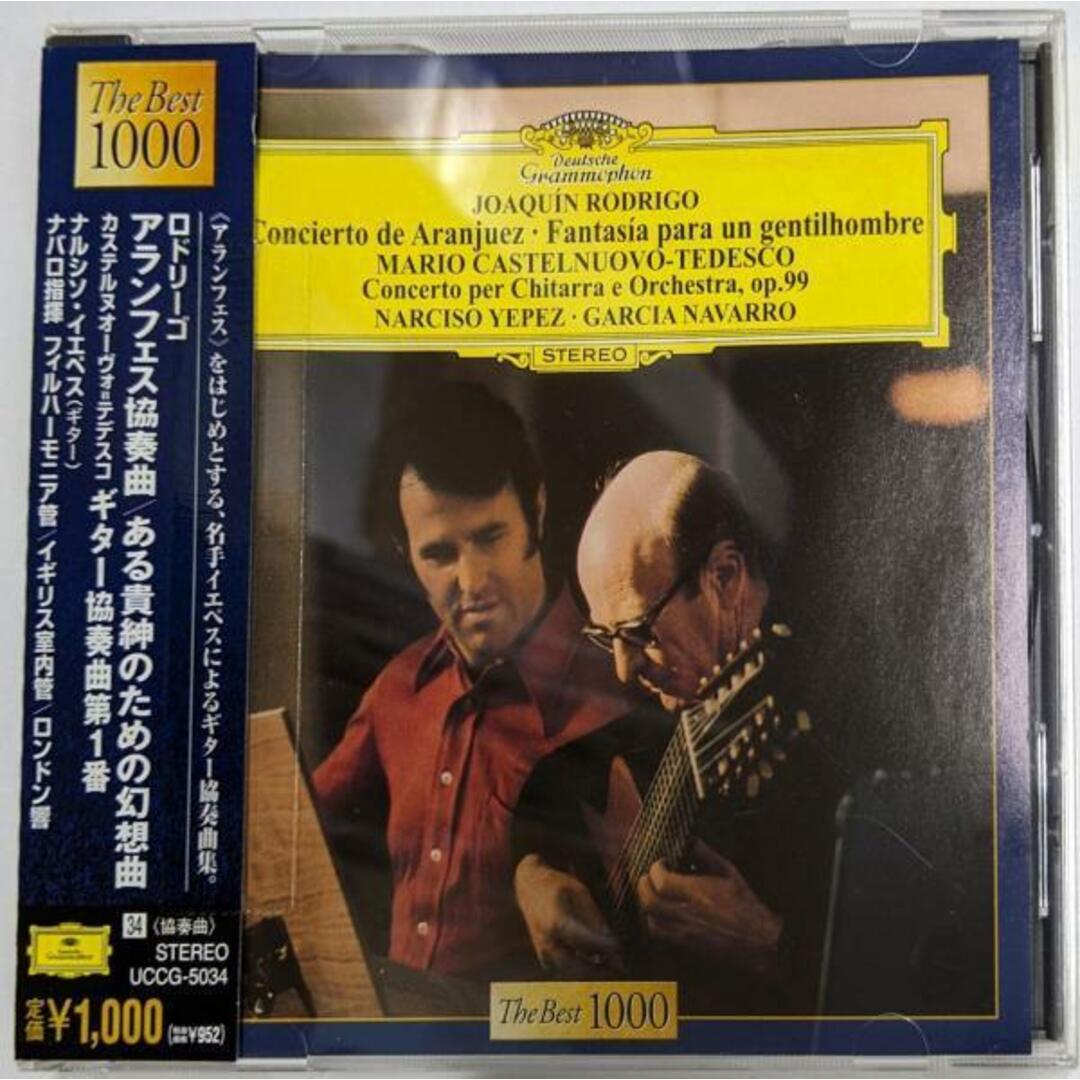 The Best
1000
《アランフェス》をはじめとする、名手イエペスによるギター協奏曲集。
ロドリーゴ
アランフェス協奏曲/ある貴紳のための幻想曲
カステルヌオーヴォ=テデスコ ギター協奏曲第1番
ナルシソ・イエペス(ギター)
ナバロ指揮 フィルハーモニア管/イギリス室内管/ロンドン響
34 〈協奏曲〉
STEREO
UCCG-5034
Deutsche
Grammophon
定価¥1,000 (税抜価格¥952)
Deutsche
Grammophon
JOAQUÍN RODRIGO
Concierto de Aranjuez · Fantasía para un gentilhombre
MARIO CASTELNUOVO-TEDESCO
Concerto per Chitarra e Orchestra, op.99
NARCISO YEPEZ · GARCIA NAVARRO
STEREO
The Best 1000